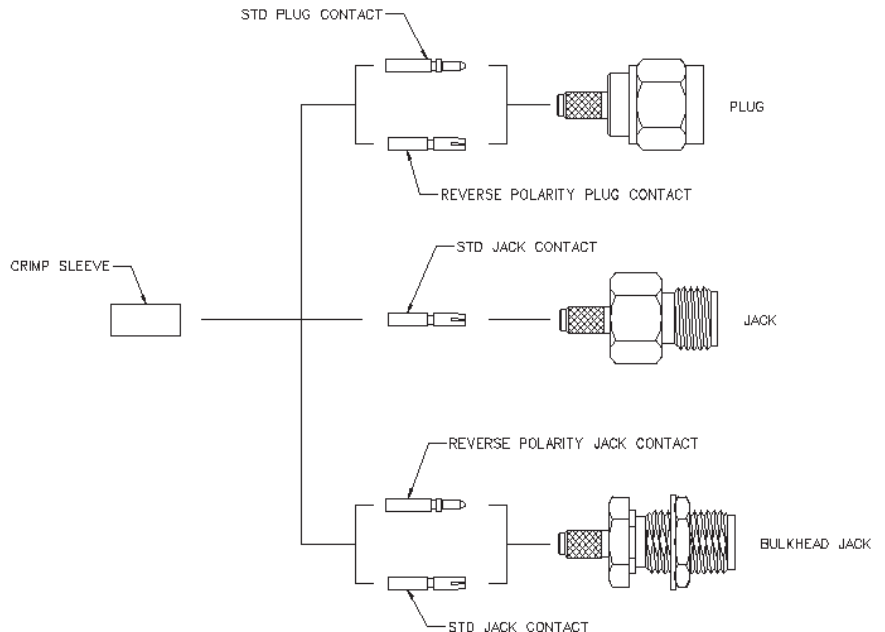 STD PLUG CONTACT
PLUG
REVERSE POLARITY PLUG CONTACT
STD JACK CONTACT
CRIMP SLEEVE
JACK
REVERSE POLARITY JACK CONTACT
BULKHEAD JACK
STD JACK CONTACT